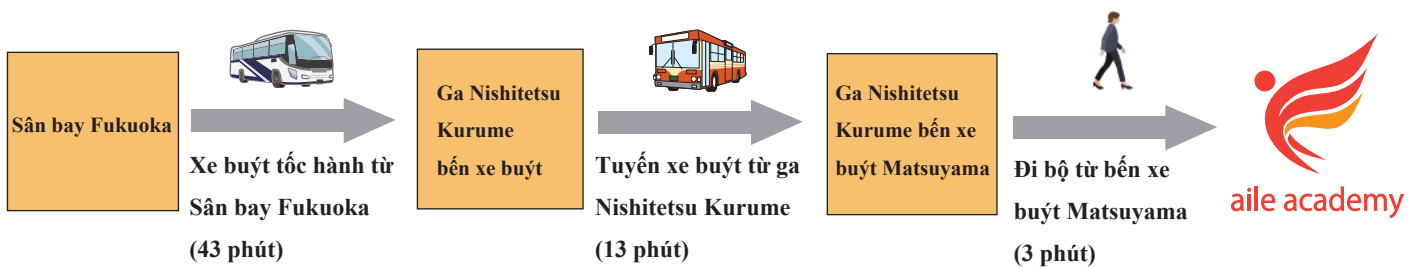 Sân bay Fukuoka
Xe buýt tốc hành từ
Sân bay Fukuoka
(43 phút)
Ga Nishitetsu
Kurume
bến xe buýt
Tuyến xe buýt từ ga
Nishitetsu Kurume
(13 phút)
Ga Nishitetsu
Kurume bến xe
buýt Matsuyama
Đi bộ từ bến xe
buýt Matsuyama
(3 phút)
aile academy